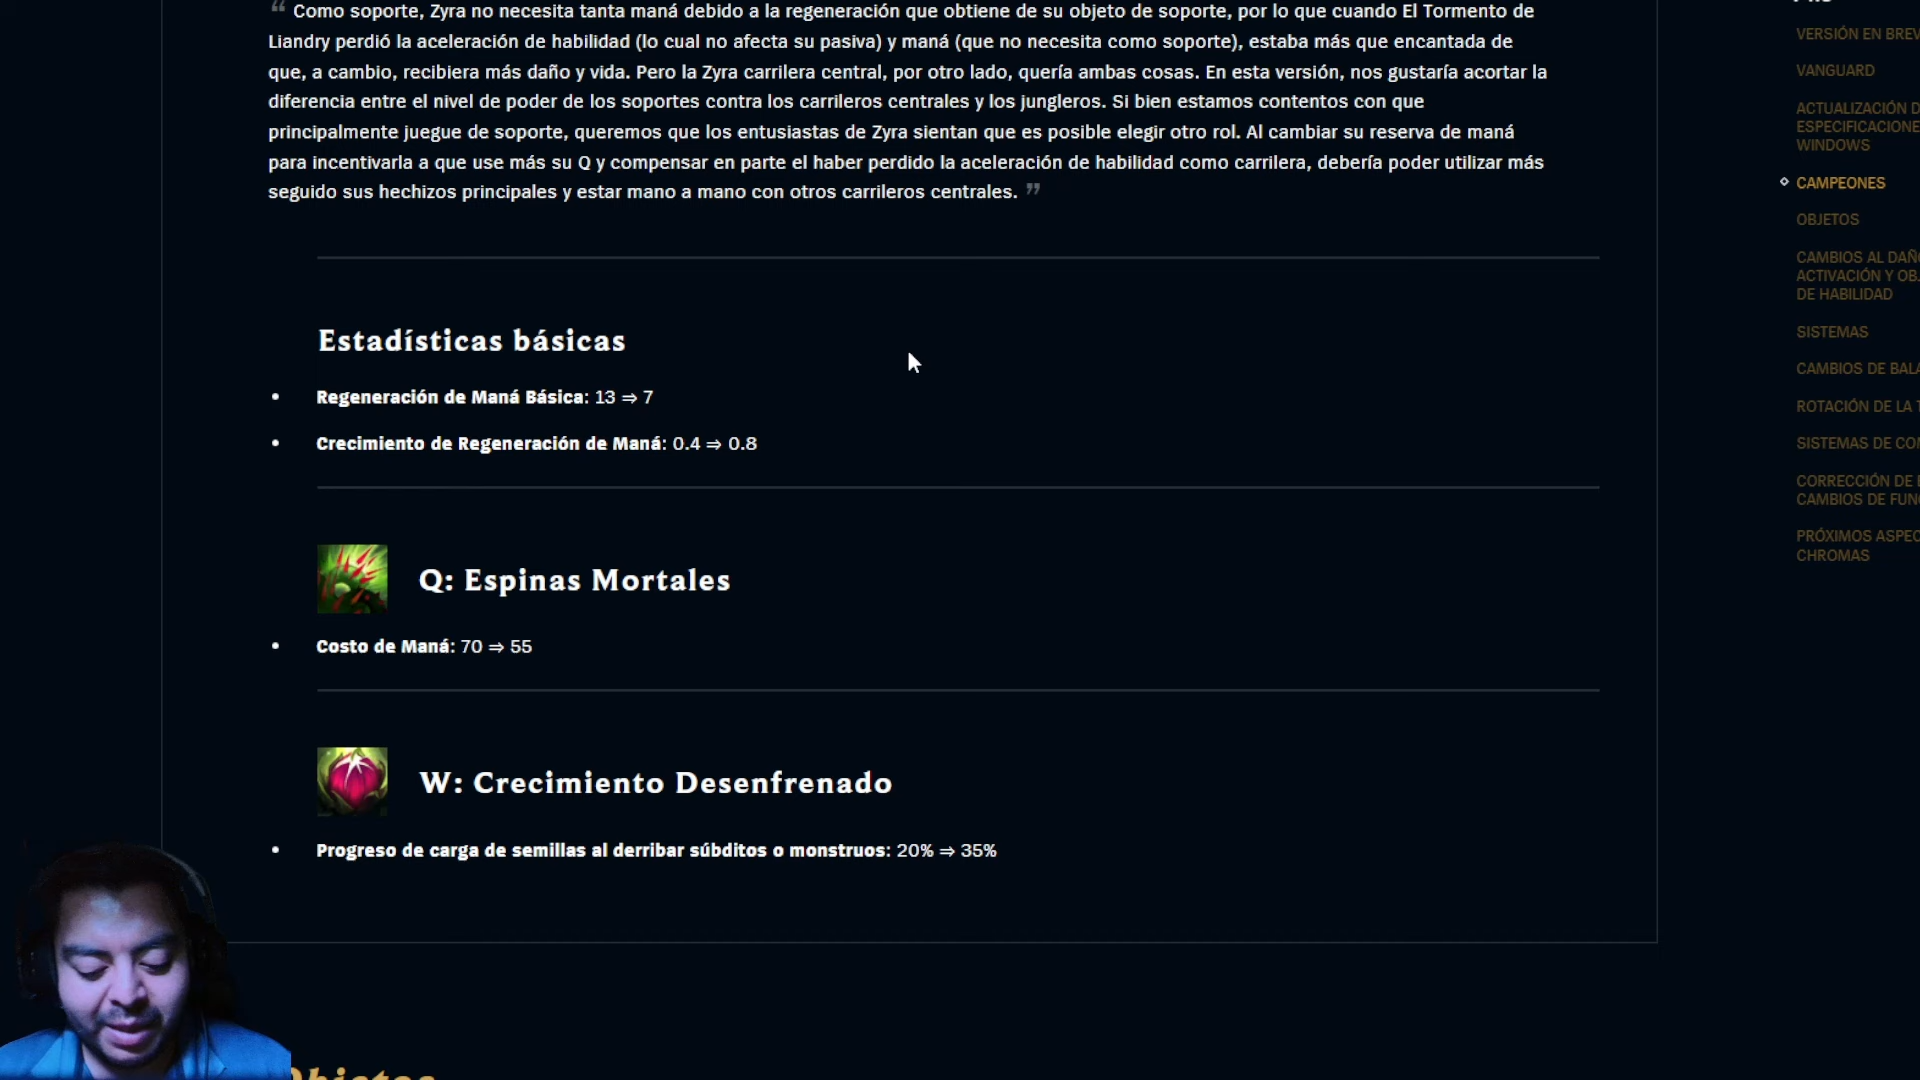 “ Como soporte, Zyra no necesita tanta maná debido a la regeneración que obtiene de su objeto de soporte, por lo que cuando El Tormento de
Liandry perdió la aceleración de habilidad (lo cual no afecta su pasiva) y maná (que no necesita como soporte), estaba más que encantada de
que, a cambio, recibiera más daño y vida. Pero la Zyra carrilera central, por otro lado, quería ambas cosas. En esta versión, nos gustaría acortar la
diferencia entre el nivel de poder de los soportes contra los carrileros centrales y los jungleros. Si bien estamos contentos con que
principalmente juegue de soporte, queremos que los entusiastas de Zyra sientan que es posible elegir otro rol. Al cambiar su reserva de maná
para incentivarla a que use más su Q y compensar en parte el haber perdido la aceleración de habilidad como carrilera, debería poder utilizar más
seguido sus hechizos principales y estar mano a mano con otros carrileros centrales. ”
Estadísticas básicas
• Regeneración de Maná Básica: 13 ⇒ 7
• Crecimiento de Regeneración de Maná: 0.4 ⇒ 0.8
Q: Espinas Mortales
• Costo de Maná: 70 ⇒ 55
W: Crecimiento Desenfrenado
• Progreso de carga de semillas al derribar súbditos o monstruos: 20% ⇒ 35%
Objetos
VERSIÓN EN BREV
VANGUARD
ACTUALIZACIÓN D
ESPECIFICACIONE
WINDOWS
CAMPEONES
OBJETOS
CAMBIOS AL DAÑ
ACTIVACIÓN Y OB
DE HABILIDAD
SISTEMAS
CAMBIOS DE BALA
ROTACIÓN DE LA T
SISTEMAS DE COM
CORRECCIÓN DE E
CAMBIOS DE FUN
PRÓXIMOS ASPEC
CHROMAS